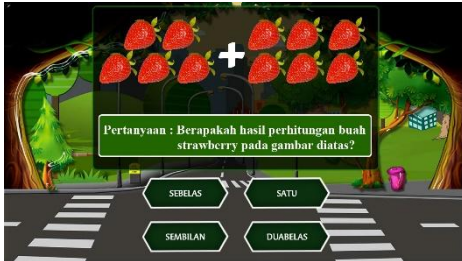 +
Pertanyaan : Berapakah hasil perhitungan buah
strawberry pada gambar diatas?
SEBELAS
SATU
SEMBILAN
DUABELAS